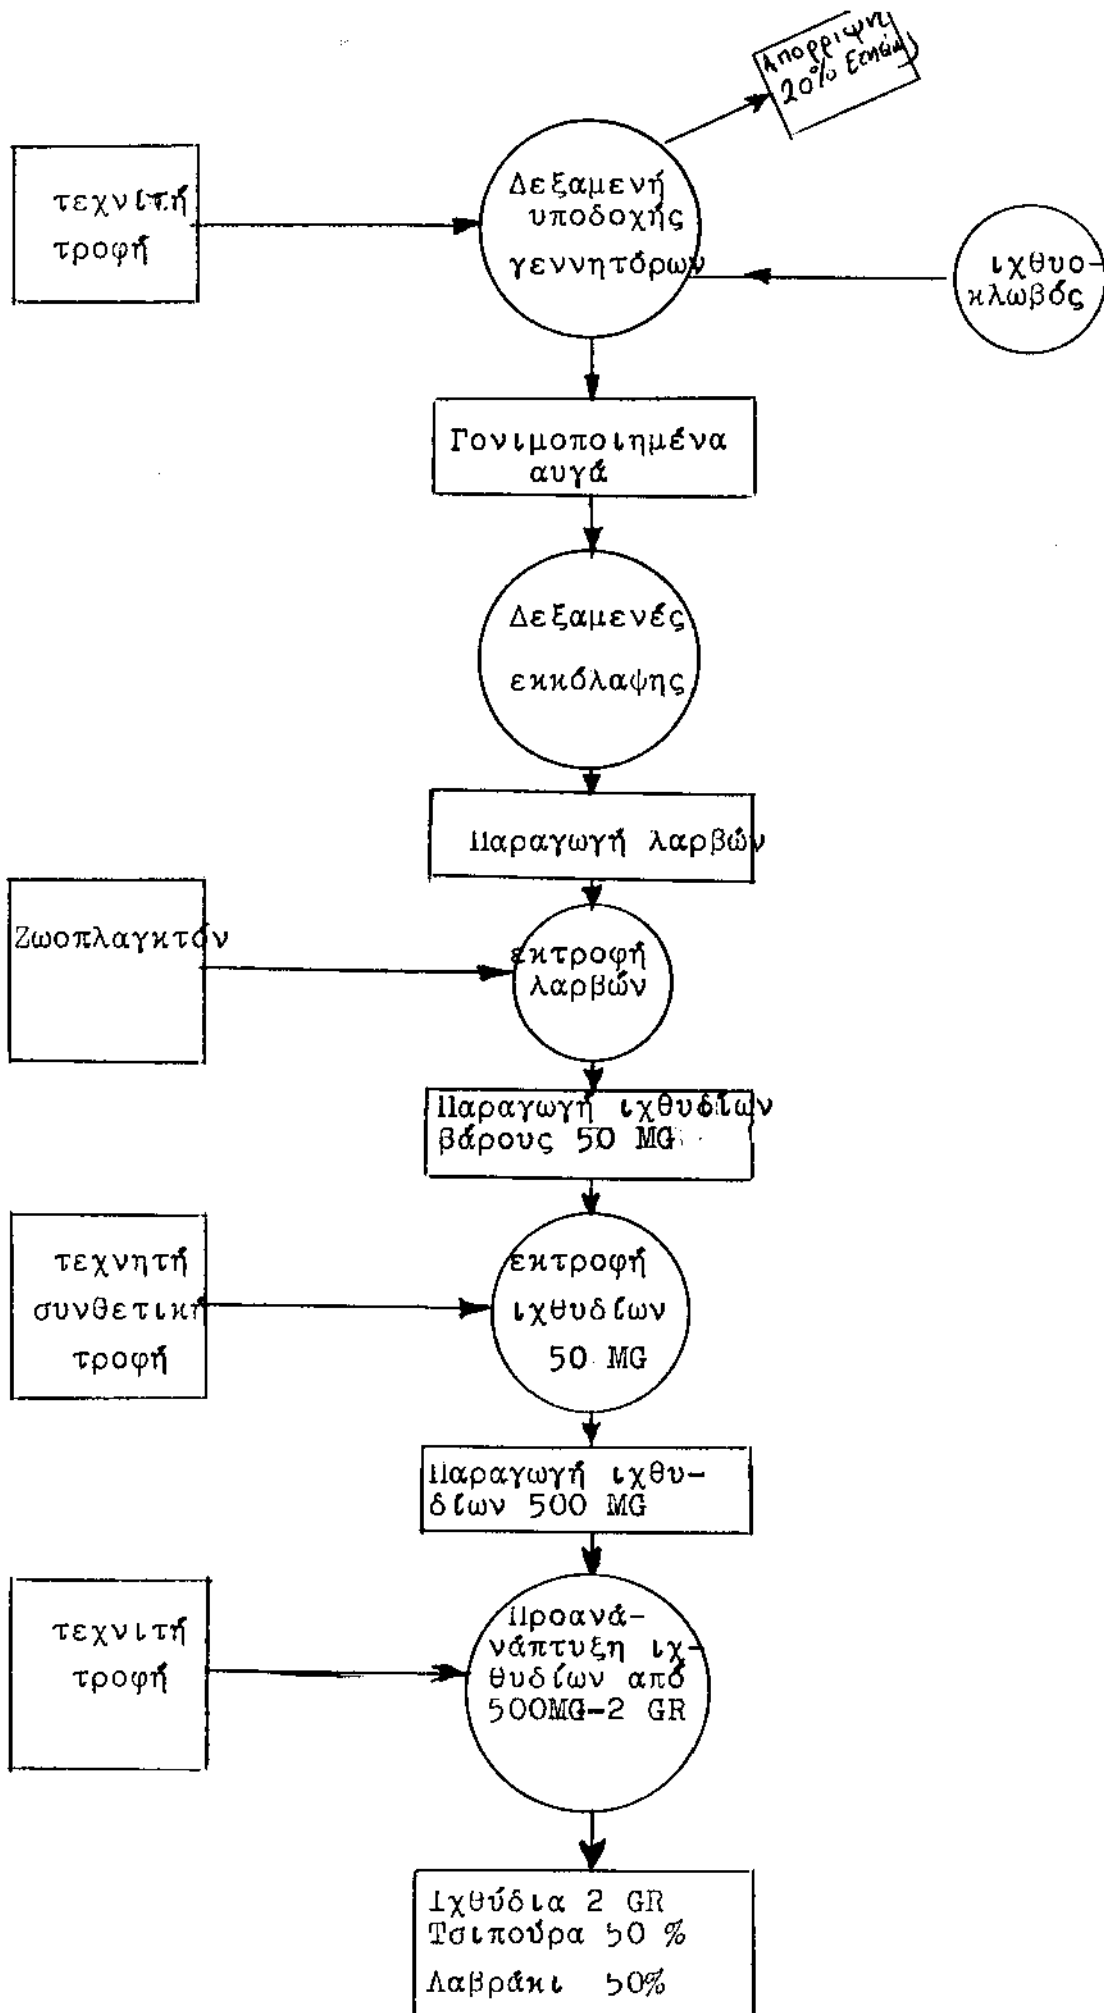 Απορριψη
20% Ετησίως
τεχνιτή
τροφή
Δεξαμενή
υποδοχής
γεννητόρων
ιχθυο-
κλωβός
Γονιμοποιημένα
αυγά
Δεξαμενές
εκκόλαψης
Παραγωγή λαρβών
Ζωοπλαγκτόν
εκτροφή
λαρβών
Παραγωγή ιχθυδίων
βάρους 50 MG
τεχνητή
συνθετική
τροφή
εκτροφή
ιχθυδίων
50 MG
Παραγωγή ιχθυ-
δίων 500 MG
τεχνιτή
τροφή
Προανά-
νάπτυξη ιχ-
θυδίων από
500MG-2 GR
Ιχθύδια 2 GR
Τσιπούρα 50 %
Λαβράκι 50%